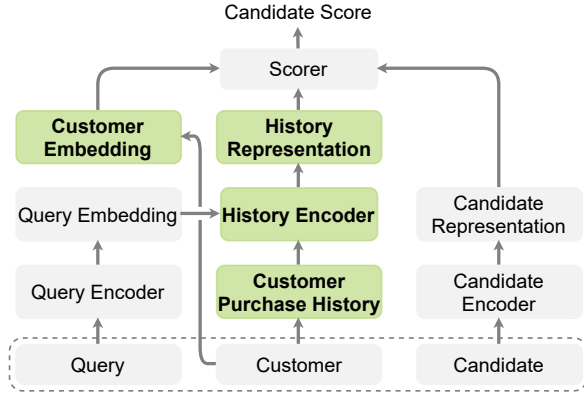 Candidate Score
Scorer
Customer
Embedding
History
Representation
Query Embedding
History Encoder
Candidate
Representation
Query Encoder
Customer
Purchase History
Candidate
Encoder
Query
Customer
Candidate